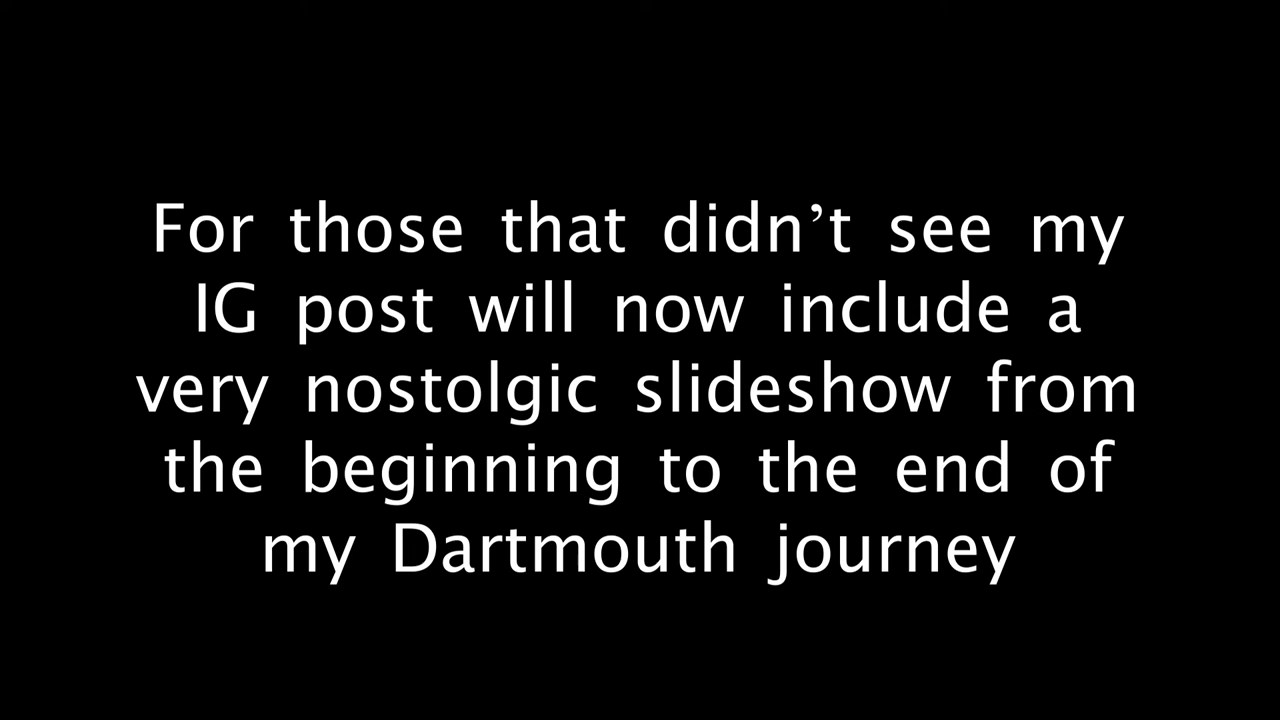 For those that didn’t see my
IG post will now include a
very nostolgic slideshow from
the beginning to the end of
my Dartmouth journey